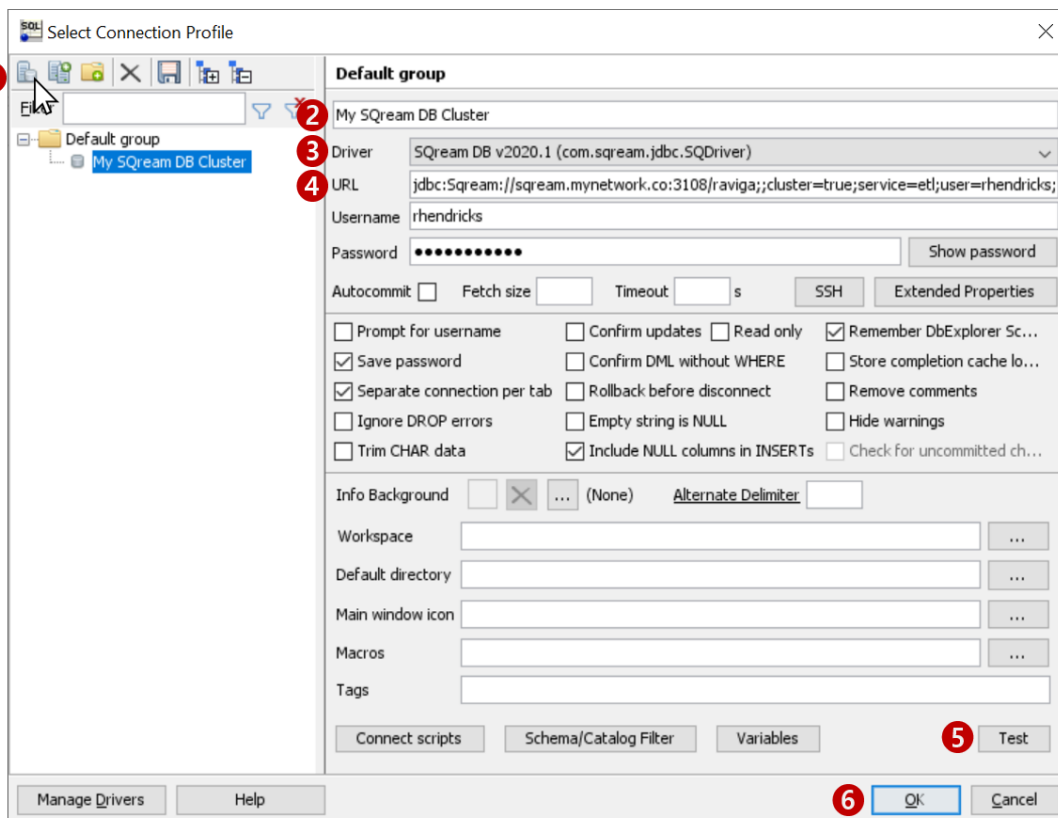 SQL Select Connection Profile
Default group
2 My SQream DB Cluster
Default group
My SQream DB Cluster
3 Driver SQream DB v2020.1 (com.sqream.jdbc.SQDriver)
4 URL jdbc:Sqream://sqream.mynetwork.co:3108/raviga;;cluster=true;service=etl;user=rhendricks;
Username rhendricks
Password ●●●●●●●●●●● Show password
Autocommit Fetch size Timeout s SSH Extended Properties
Prompt for username Confirm updates Read only Remember DbExplorer Sc...
Save password Confirm DML without WHERE Store completion cache lo...
Separate connection per tab Rollback before disconnect Remove comments
Ignore DROP errors Empty string is NULL Hide warnings
Trim CHAR data Include NULL columns in INSERTs Check for uncommitted ch...
Info Background ... (None) Alternate Delimiter
Workspace ...
Default directory ...
Main window icon ...
Macros ...
Tags
Connect scripts Schema/Catalog Filter Variables 5 Test
Manage Drivers Help 6 OK Cancel